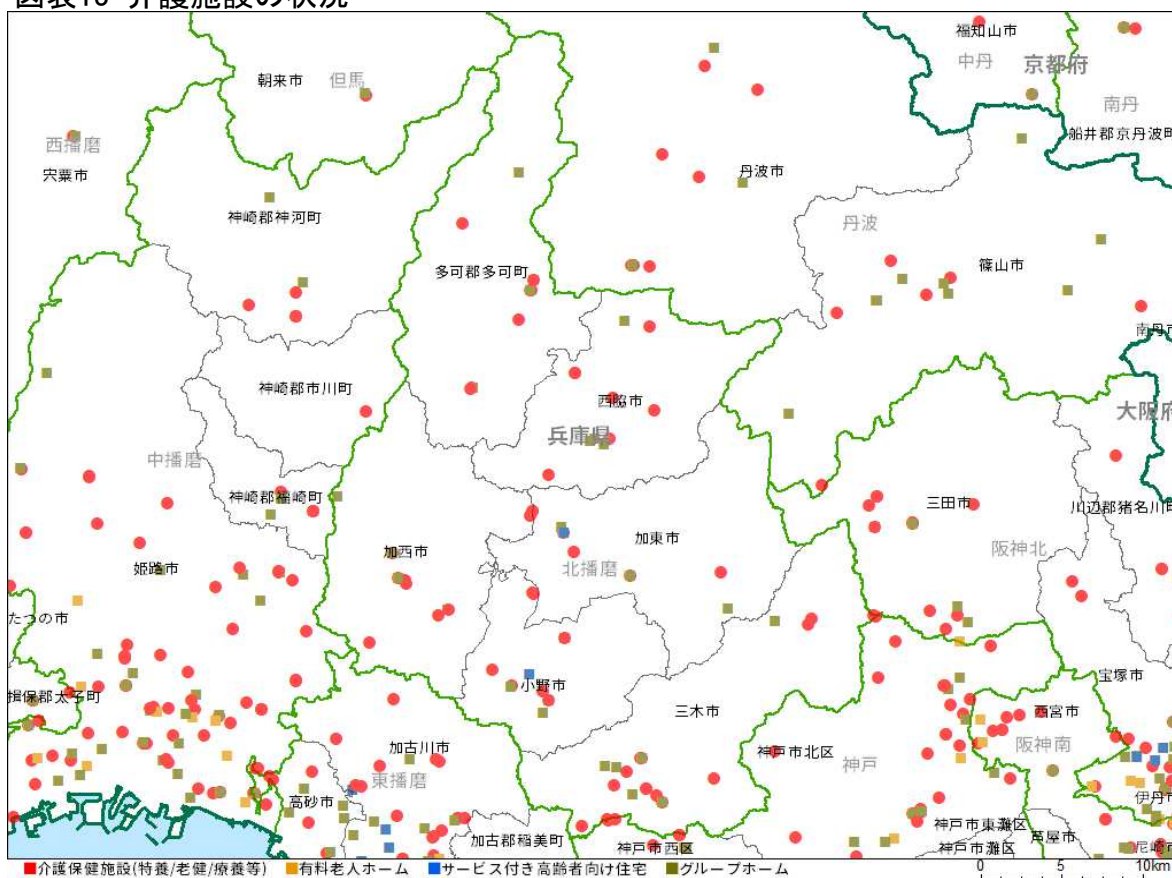 図表16 介護施設の状況
福知山市
中丹
京都府
朝来市
但馬
南丹
船井郡京丹波町
西播磨
宍粟市
丹波市
神崎郡神河町
丹波
篠山市
多可郡多可町
南丹市
神崎郡市川町
西脇市
大阪府
兵庫県
中播磨
神崎郡福崎町
三田市
川辺郡猪名川町
加西市
加東市
阪神北
姫路市
北播磨
たつの市
宝塚市
揖保郡太子町
小野市
三木市
西宮市
加古川市
神戸市北区
阪神南
神戸
東播磨
高砂市
伊丹市
神戸市東灘区
加古郡稲美町
神戸市西区
神戸市灘区
芦屋市
尼崎市
介護保健施設(特養/老健/療養等) 有料老人ホーム サービス付き高齢者向け住宅 グループホーム
0 5 10km